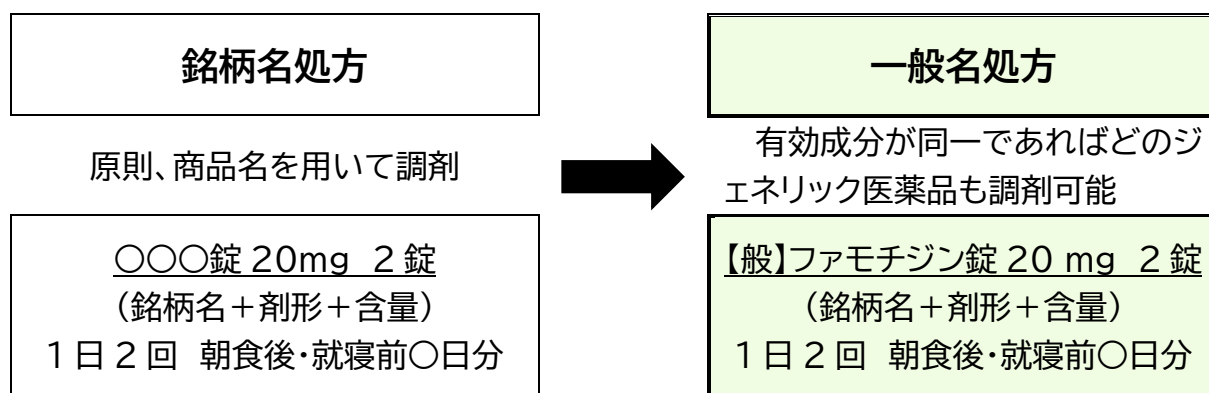 銘柄名処方
原則、商品名を用いて調剤
〇〇〇錠 20mg 2錠
（銘柄名＋剤形＋含量）
1日2回 朝食後・就寝前〇日分
一般名処方
有効成分が同一であればどのジ
ェネリック医薬品も調剤可能
【般】ファモチジン錠 20 mg 2錠
（銘柄名＋剤形＋含量）
1日2回 朝食後・就寝前〇日分